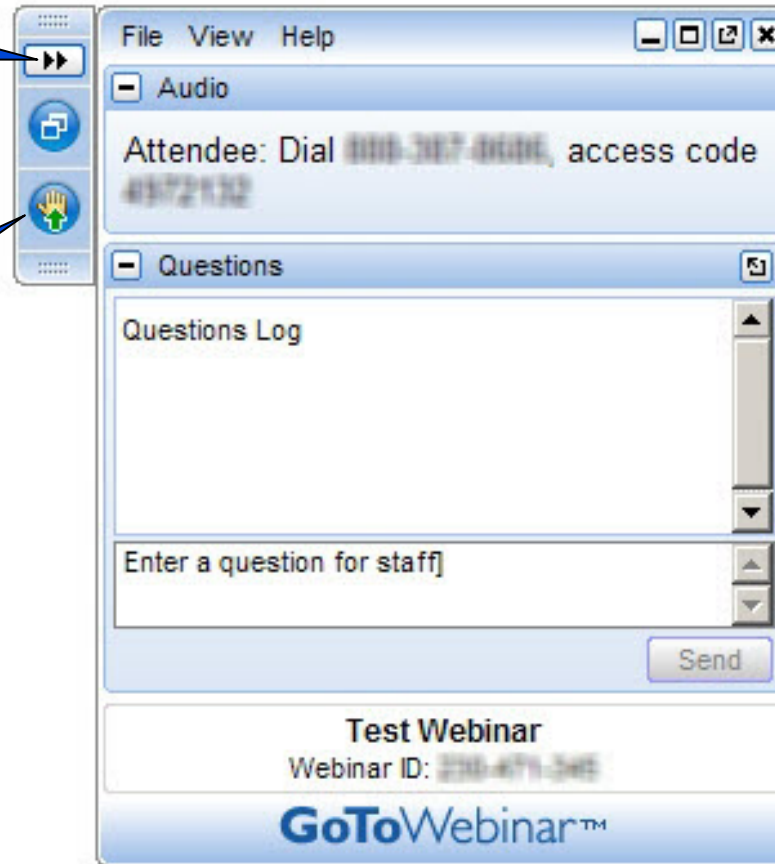 File View Help
Audio
Attendee: Dial , access code
Questions
Questions Log
Enter a question for staff]
Send
Test Webinar
Webinar ID:
GoToWebinar™